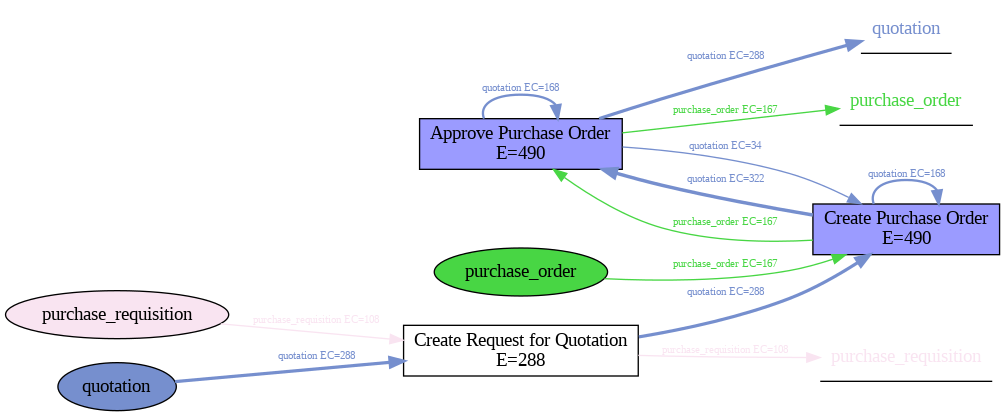 quotation
quotation EC=288
quotation EC=168
purchase_order
purchase_order EC=167
Approve Purchase Order
E=490
quotation EC=34
quotation EC=168
quotation EC=322
Create Purchase Order
E=490
purchase_order EC=167
purchase_order
purchase_order EC=167
quotation EC=288
purchase_requisition
purchase_requisition EC=108
Create Request for Quotation
E=288
purchase_requisition EC=108
purchase_requisition
quotation EC=288
quotation